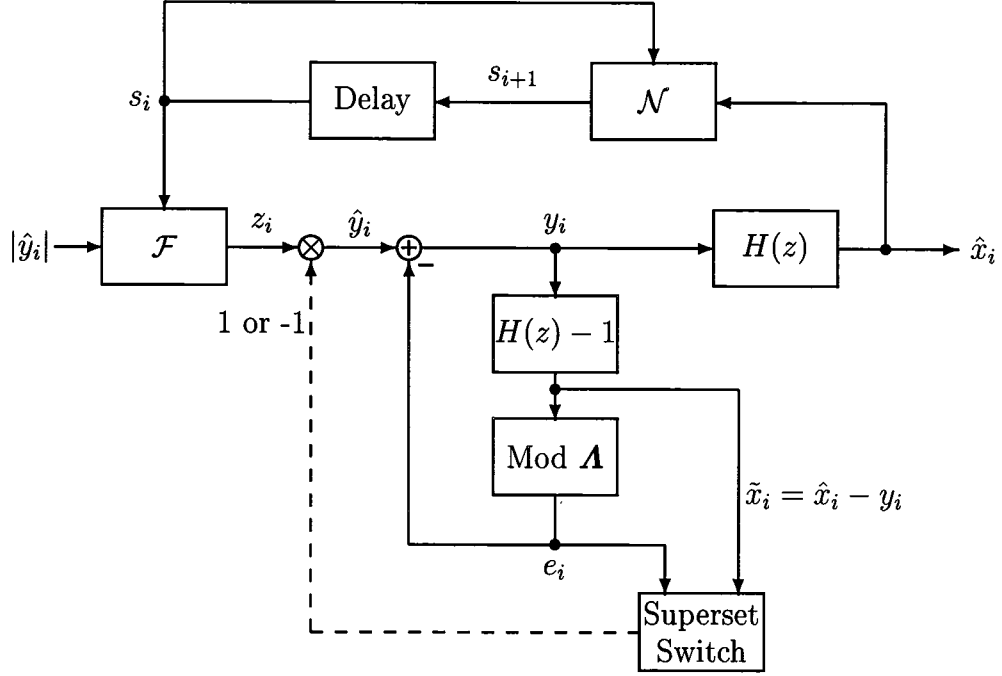 s_i
Delay
s_{i+1}
𝒩
|ŷ_i|
ℱ
z_i
ŷ_i
−
y_i
H(z)
x̂_i
1 or -1
H(z) − 1
Mod Λ
x̃_i = x̂_i − y_i
e_i
Superset
Switch